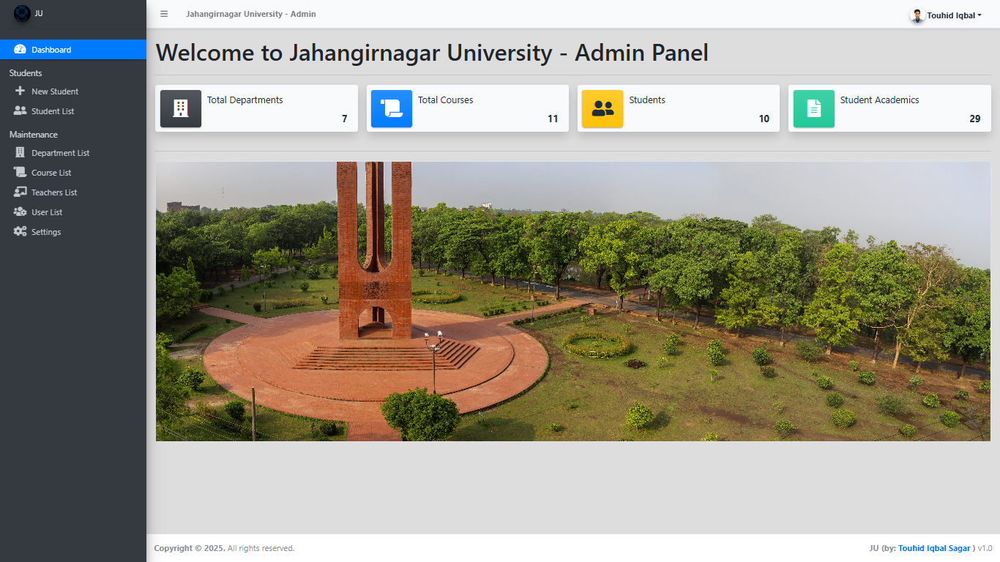 JU
Jahangirnagar University - Admin
Touhid Iqbal
Dashboard
Students
New Student
Student List
Maintenance
Department List
Course List
Teachers List
User List
Settings
Welcome to Jahangirnagar University - Admin Panel
Total Departments
7
Total Courses
11
Students
10
Student Academics
29
Copyright © 2025. All rights reserved.
JU (by: Touhid Iqbal Sagar ) v1.0